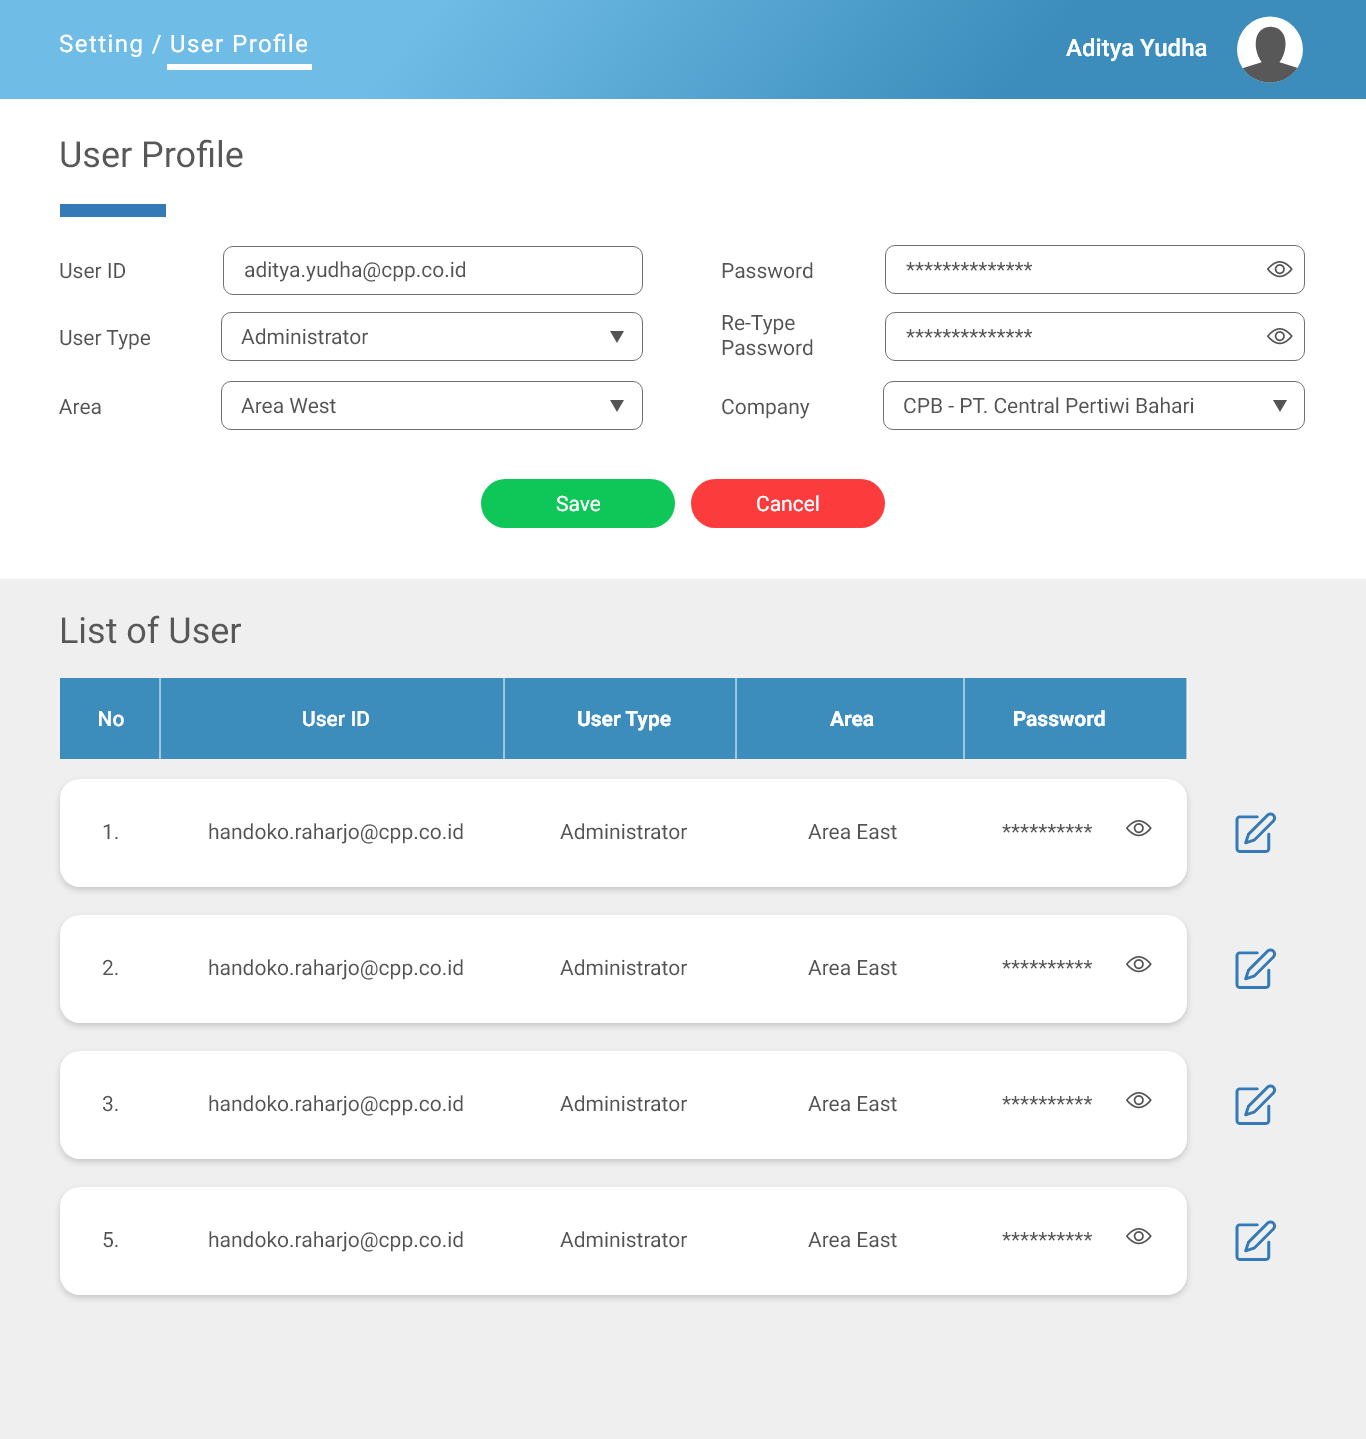 Setting / User Profile
Aditya Yudha
User Profile
User ID
aditya.yudha@cpp.co.id
Password
**************
User Type
Administrator
Re-Type
Password
**************
Area
Area West
Company
CPB - PT. Central Pertiwi Bahari
Save
Cancel
List of User
No User ID User Type Area Password
1. handoko.raharjo@cpp.co.id Administrator Area East **********
2. handoko.raharjo@cpp.co.id Administrator Area East **********
3. handoko.raharjo@cpp.co.id Administrator Area East **********
5. handoko.raharjo@cpp.co.id Administrator Area East **********